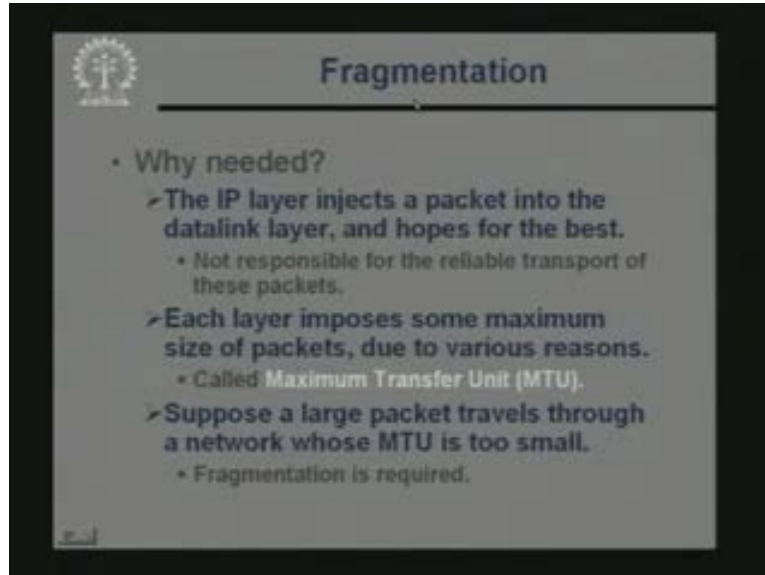 Fragmentation
• Why needed?
➢The IP layer injects a packet into the
datalink layer, and hopes for the best.
• Not responsible for the reliable transport of
these packets.
➢Each layer imposes some maximum
size of packets, due to various reasons.
• Called Maximum Transfer Unit (MTU).
➢Suppose a large packet travels through
a network whose MTU is too small.
• Fragmentation is required.